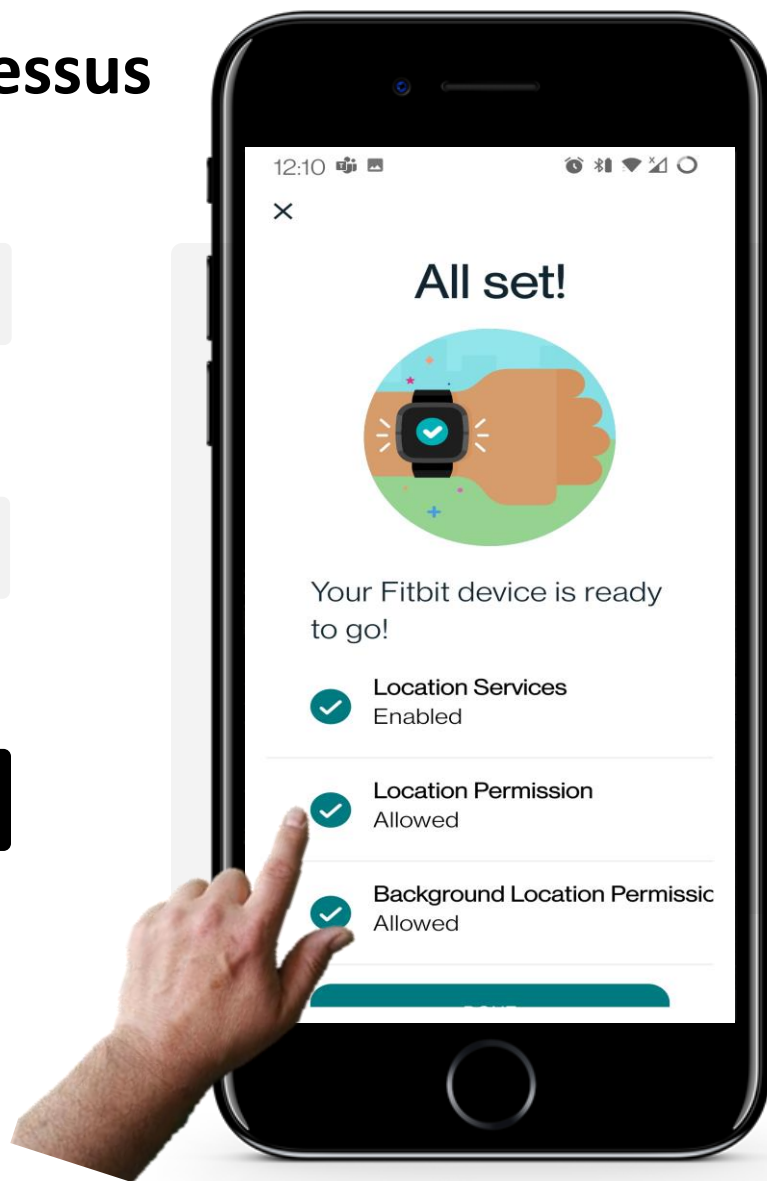 essus
12:10
All set!
Your Fitbit device is ready
to go!
Location Services
Enabled
Location Permission
Allowed
Background Location Permissic
Allowed